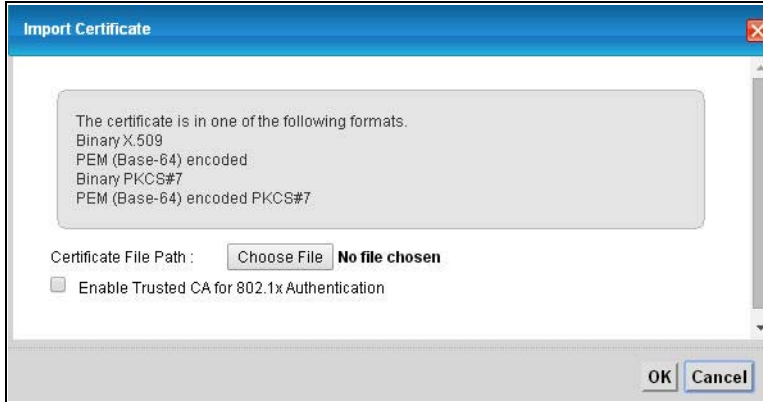 Import Certificate
The certificate is in one of the following formats.
Binary X.509
PEM (Base-64) encoded
Binary PKCS#7
PEM (Base-64) encoded PKCS#7
Certificate File Path : Choose File No file chosen
Enable Trusted CA for 802.1x Authentication
OK Cancel